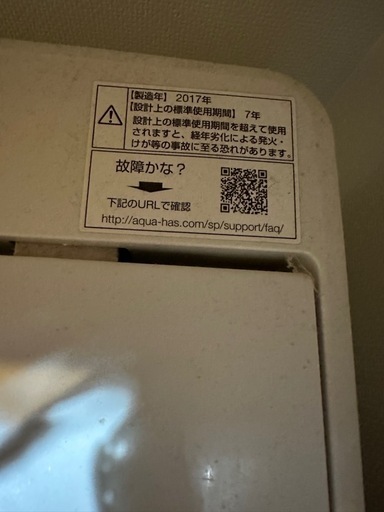 【製造年】 2017年
【設計上の標準使用期間】 7年
設計上の標準使用期間を超えて使用
されますと、経年劣化による発火・
けが等の事故に至る恐れがあります。
故障かな？
下記のURLで確認
http://aqua-has.com/sp/support/faq/